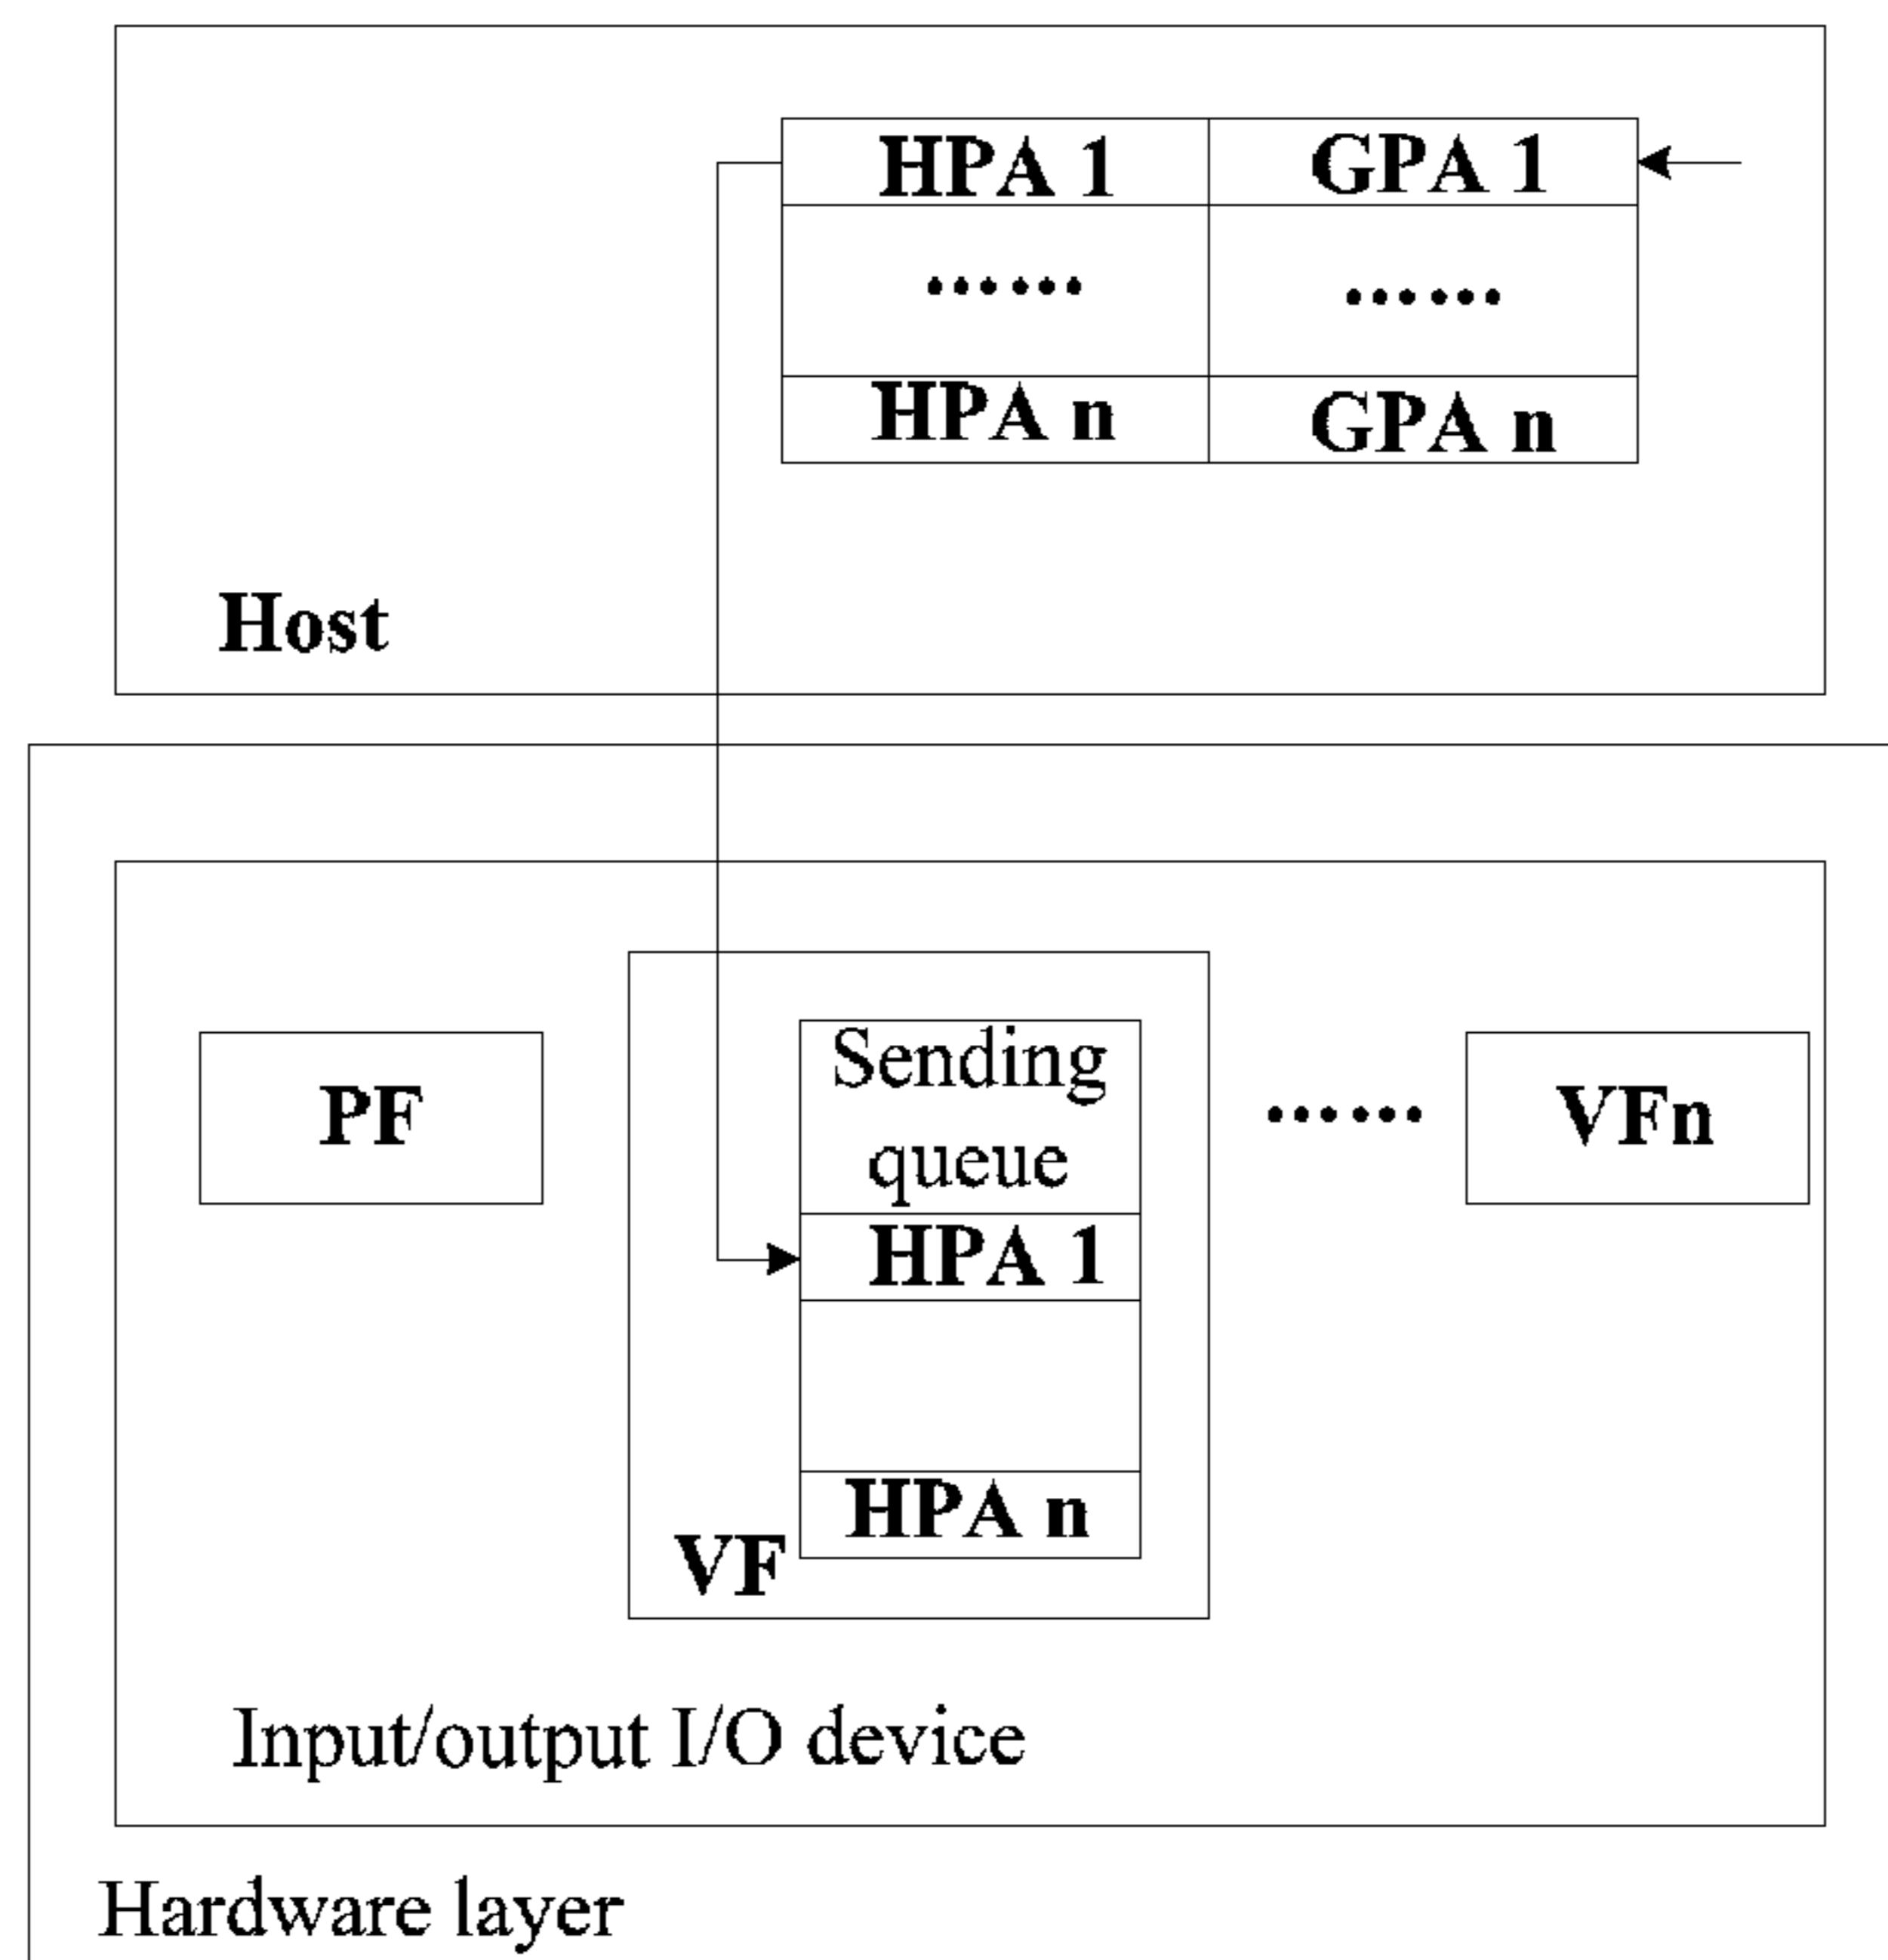 HPA 1 GPA 1
...... ......
HPA n GPA n
Host
Sending
queue
PF ...... VFn
HPA 1
HPA n
VF
Input/output I/O device
Hardware layer